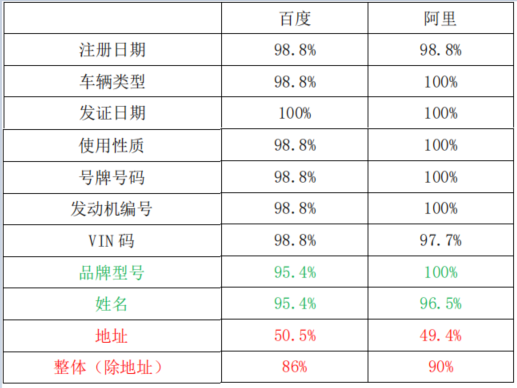 百度 阿里
注册日期 98.8% 98.8%
车辆类型 98.8% 100%
发证日期 100% 100%
使用性质 98.8% 100%
号牌号码 98.8% 100%
发动机编号 98.8% 100%
VIN 码 98.8% 97.7%
品牌型号 95.4% 100%
姓名 95.4% 96.5%
地址 50.5% 49.4%
整体（除地址） 86% 90%